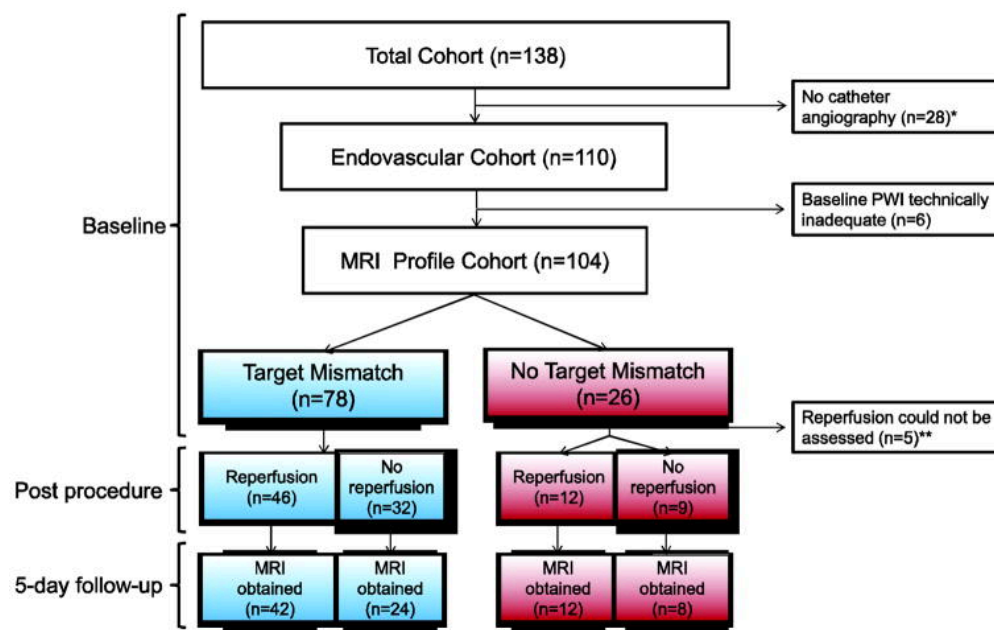 Total Cohort (n=138)
No catheter
angiography (n=28)*
Endovascular Cohort (n=110)
Baseline PWI technically
inadequate (n=6)
Baseline
MRI Profile Cohort (n=104)
Target Mismatch
(n=78)
No Target Mismatch
(n=26)
Reperfusion could not be
assessed (n=5)**
Post procedure
Reperfusion
(n=46)
No
reperfusion
(n=32)
Reperfusion
(n=12)
No
reperfusion
(n=9)
5-day follow-up
MRI
obtained
(n=42)
MRI
obtained
(n=24)
MRI
obtained
(n=12)
MRI
obtained
(n=8)